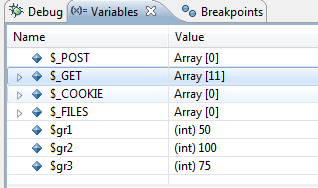 Debug (x)= Variables Breakpoints
Name Value
$_POST Array [0]
$_GET Array [11]
$_COOKIE Array [0]
$_FILES Array [0]
$gr1 (int) 50
$gr2 (int) 100
$gr3 (int) 75